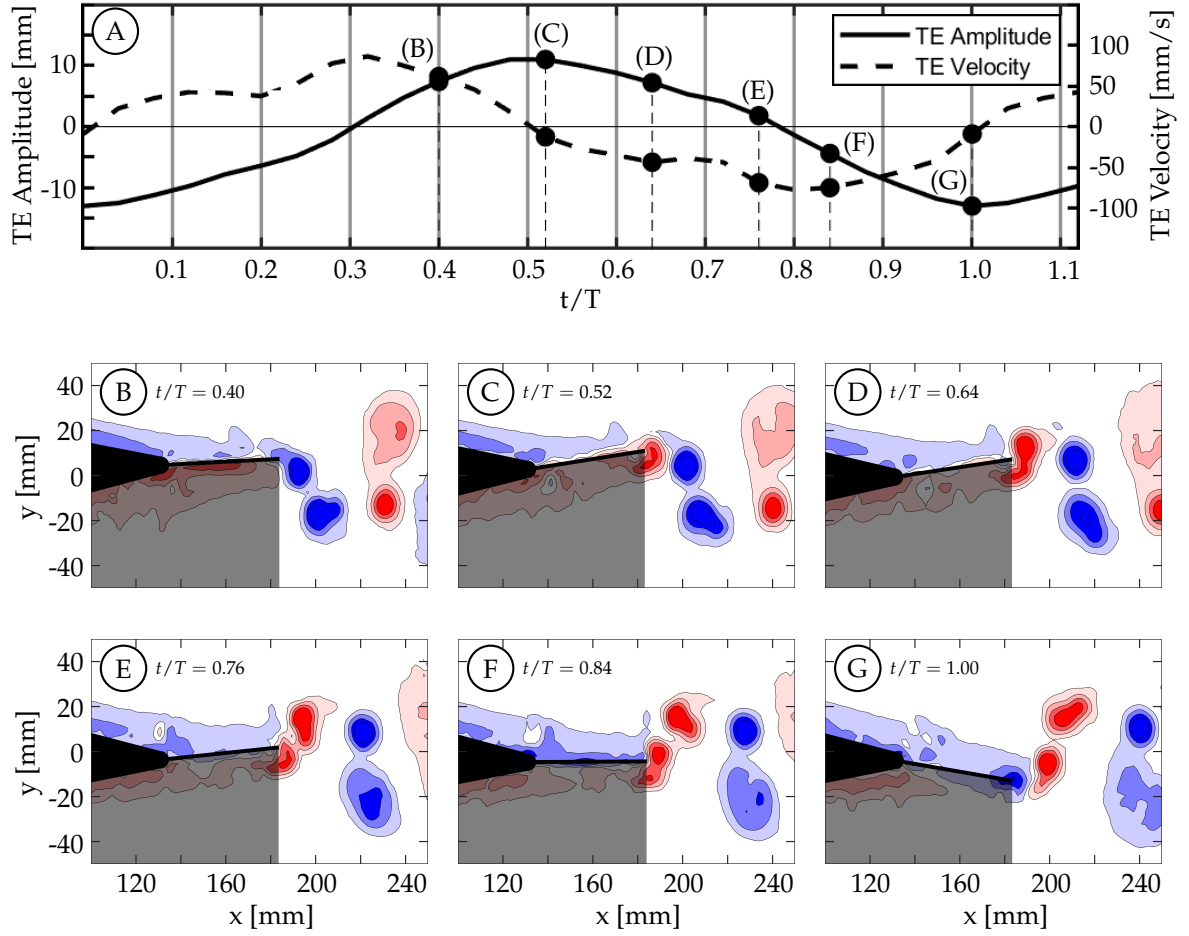 A
TE Amplitude [mm]
10
0
-10
(B)
(C)
(D)
(E)
(F)
(G)
TE Amplitude
TE Velocity
100
50
0
-50
-100
TE Velocity [mm/s]
0.1 0.2 0.3 0.4 0.5 0.6 0.7 0.8 0.9 1.0 1.1
t/T
B t/T = 0.40
C t/T = 0.52
D t/T = 0.64
y [mm]
40
20
0
-20
-40
E t/T = 0.76
F t/T = 0.84
G t/T = 1.00
y [mm]
40
20
0
-20
-40
120 160 200 240
120 160 200 240
120 160 200 240
x [mm]
x [mm]
x [mm]